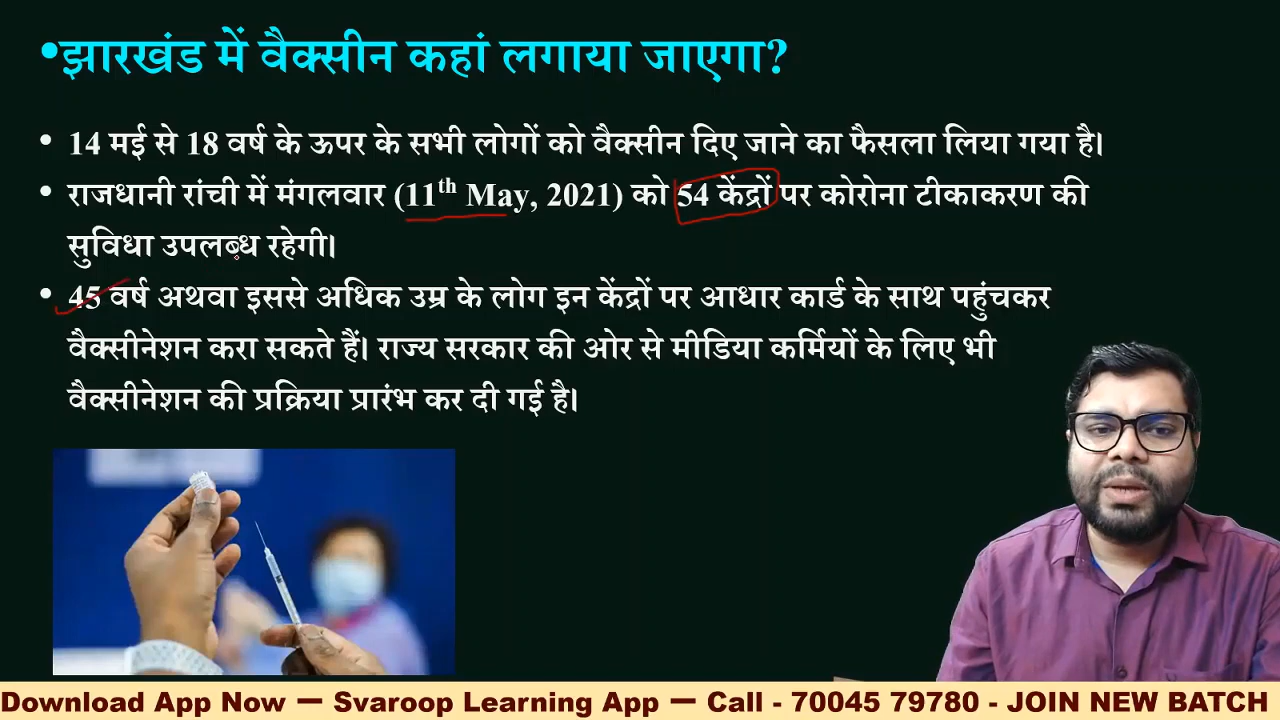 •झारखंड में वैक्सीन कहां लगाया जाएगा?
• 14 मई से 18 वर्ष के ऊपर के सभी लोगों को वैक्सीन दिए जाने का फैसला लिया गया है।
• राजधानी रांची में मंगलवार (11th May, 2021) को 54 केंद्रों पर कोरोना टीकाकरण की
सुविधा उपलब्ध रहेगी।
• 45 वर्ष अथवा इससे अधिक उम्र के लोग इन केंद्रों पर आधार कार्ड के साथ पहुंचकर
वैक्सीनेशन करा सकते हैं। राज्य सरकार की ओर से मीडिया कर्मियों के लिए भी
वैक्सीनेशन की प्रक्रिया प्रारंभ कर दी गई है।
Download App Now — Svaroop Learning App — Call - 70045 79780 - JOIN NEW BATCH